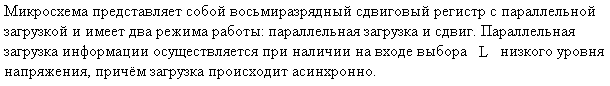 Микросхема представляет собой восьмиразрядный сдвиговый регистр с параллельной
загрузкой и имеет два режима работы: параллельная загрузка и сдвиг. Параллельная
загрузка информации осуществляется при наличии на входе выбора L низкого уровня
напряжения, причём загрузка происходит асинхронно.